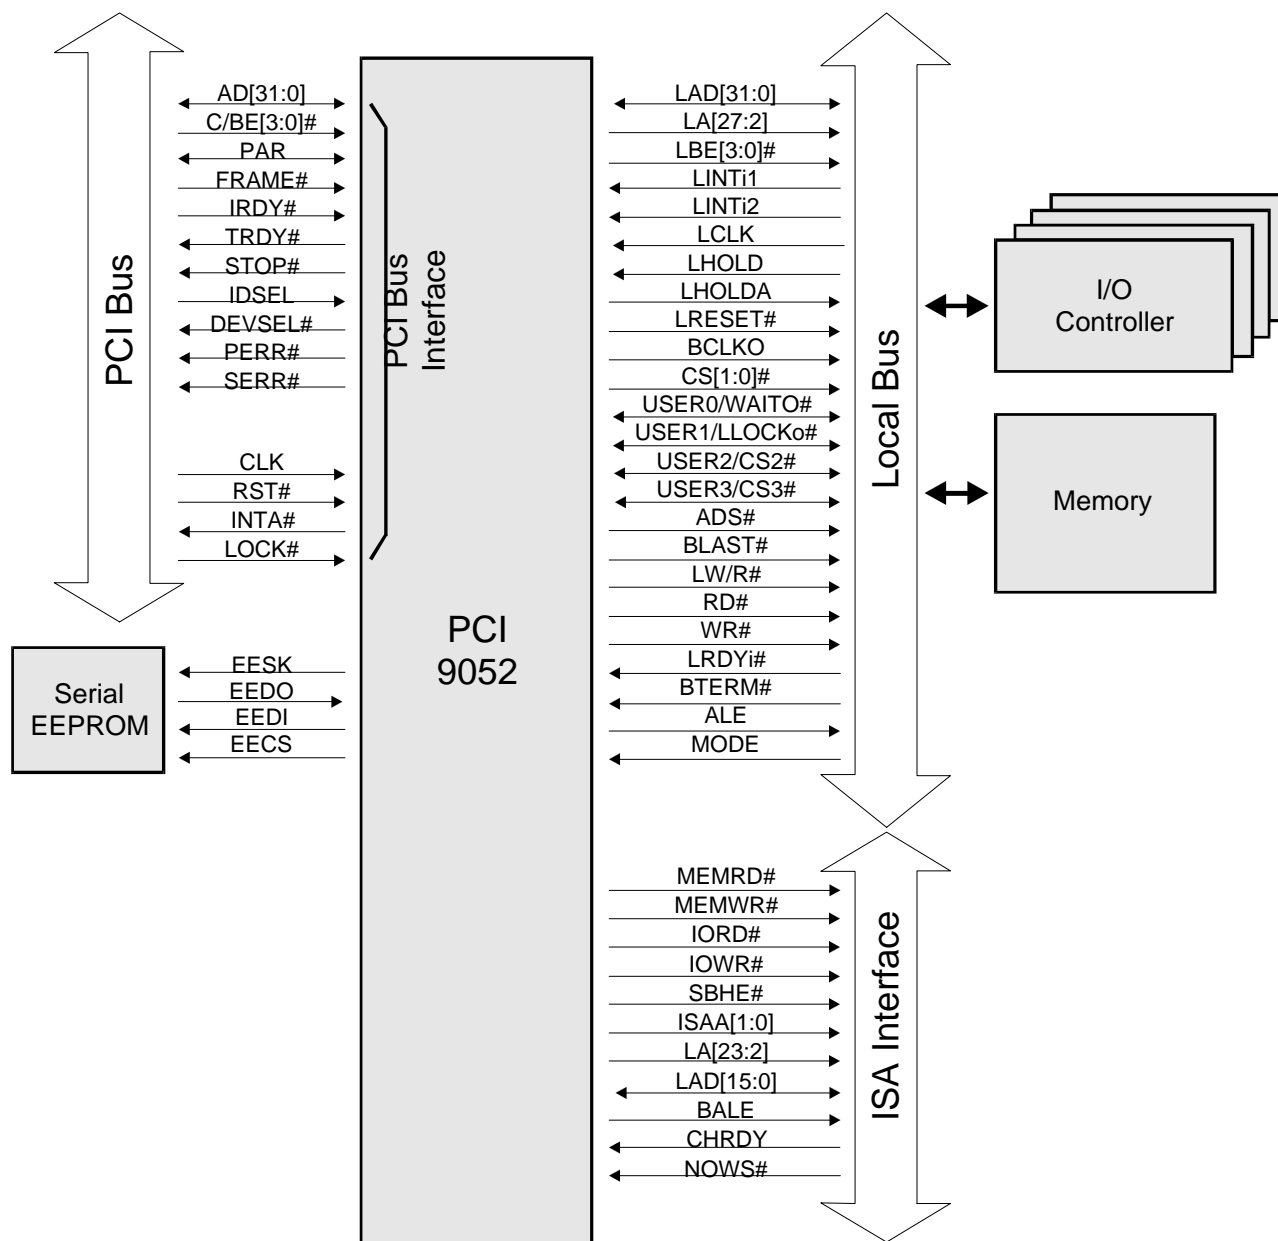 PCI Bus
AD[31:0]
C/BE[3:0]#
PAR
FRAME#
IRDY#
TRDY#
STOP#
IDSEL
DEVSEL#
PERR#
SERR#
CLK
RST#
INTA#
LOCK#
PCI Bus
Interface
Serial
EEPROM
EESK
EEDO
EEDI
EECS
PCI
9052
LAD[31:0]
LA[27:2]
LBE[3:0]#
LINTi1
LINTi2
LCLK
LHOLD
LHOLDA
LRESET#
BCLKO
CS[1:0]#
USER0/WAITO#
USER1/LLOCKo#
USER2/CS2#
USER3/CS3#
ADS#
BLAST#
LW/R#
RD#
WR#
LRDYi#
BTERM#
ALE
MODE
Local Bus
I/O
Controller
Memory
MEMRD#
MEMWR#
IORD#
IOWR#
SBHE#
ISAA[1:0]
LA[23:2]
LAD[15:0]
BALE
CHRDY
NOWS#
ISA Interface